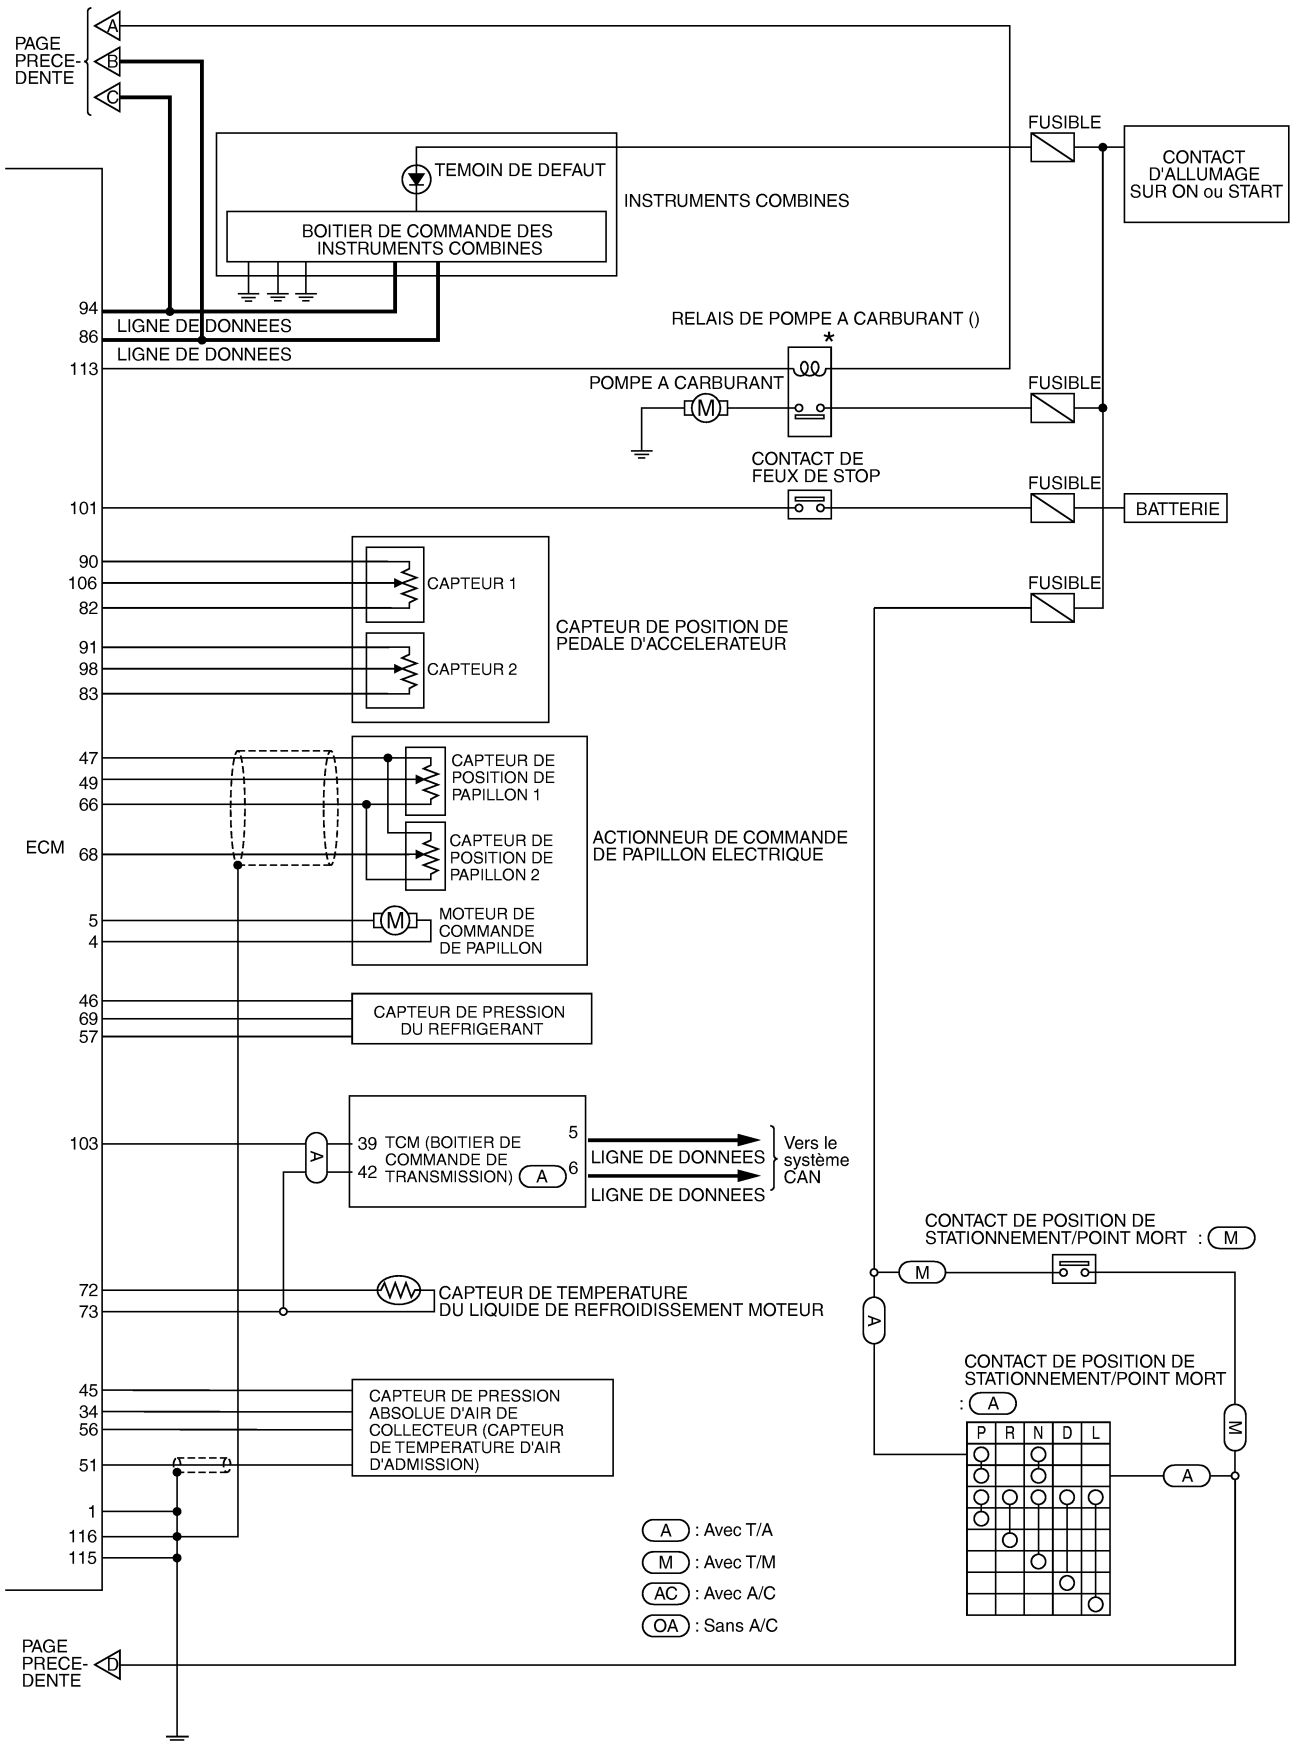 PAGE
PRECE-
DENTE
A
B
C
FUSIBLE
CONTACT
D'ALLUMAGE
SUR ON ou START
TEMOIN DE DEFAUT
INSTRUMENTS COMBINES
BOITIER DE COMMANDE DES
INSTRUMENTS COMBINES
94
LIGNE DE DONNEES
86
LIGNE DE DONNEES
RELAIS DE POMPE A CARBURANT ()
*
113
POMPE A CARBURANT
M
FUSIBLE
CONTACT DE
FEUX DE STOP
FUSIBLE
101
BATTERIE
90
106
82
CAPTEUR 1
FUSIBLE
91
98
83
CAPTEUR 2
CAPTEUR DE POSITION DE
PEDALE D'ACCELERATEUR
47
49
66
CAPTEUR DE
POSITION DE
PAPILLON 1
ECM
68
CAPTEUR DE
POSITION DE
PAPILLON 2
ACTIONNEUR DE COMMANDE
DE PAPILLON ELECTRIQUE
5
4
M
MOTEUR DE
COMMANDE
DE PAPILLON
46
69
57
CAPTEUR DE PRESSION
DU REFRIGERANT
103
A
39
42
TCM (BOITIER DE
COMMANDE DE
TRANSMISSION)
A
5
6
LIGNE DE DONNEES
LIGNE DE DONNEES
Vers le
système
CAN
CONTACT DE POSITION DE
STATIONNEMENT/POINT MORT : M
M
A
72
73
CAPTEUR DE TEMPERATURE
DU LIQUIDE DE REFROIDISSEMENT MOTEUR
CONTACT DE POSITION DE
STATIONNEMENT/POINT MORT
: A
P R N D L
M
A
45
34
56
51
CAPTEUR DE PRESSION
ABSOLUE D'AIR DE
COLLECTEUR (CAPTEUR
DE TEMPERATURE D'AIR
D'ADMISSION)
1
116
115
A : Avec T/A
M : Avec T/M
AC : Avec A/C
OA : Sans A/C
PAGE
PRECE-
DENTE
D